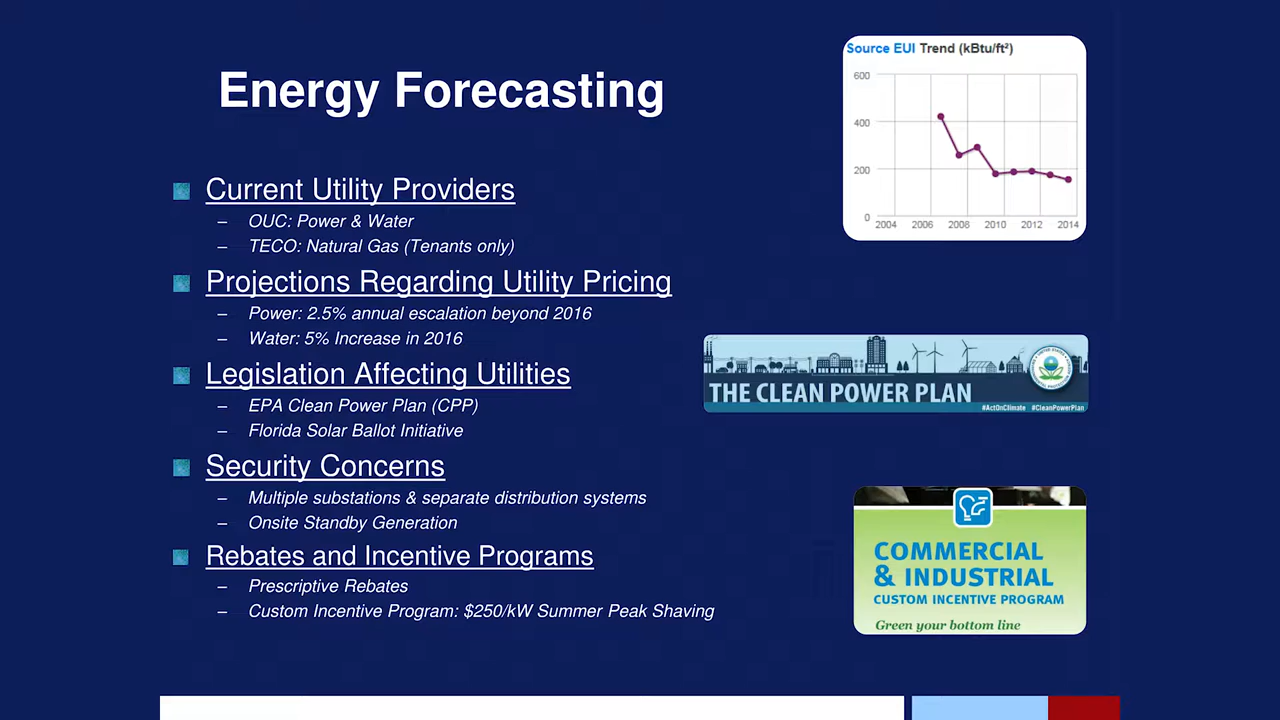 Energy Forecasting
Current Utility Providers
– OUC: Power & Water
– TECO: Natural Gas (Tenants only)
Projections Regarding Utility Pricing
– Power: 2.5% annual escalation beyond 2016
– Water: 5% Increase in 2016
Legislation Affecting Utilities
– EPA Clean Power Plan (CPP)
– Florida Solar Ballot Initiative
Security Concerns
– Multiple substations & separate distribution systems
– Onsite Standby Generation
Rebates and Incentive Programs
– Prescriptive Rebates
– Custom Incentive Program: $250/kW Summer Peak Shaving
Source EUI Trend (kBtu/ft²)
600
400
200
0
2004 2006 2008 2010 2012 2014
THE CLEAN POWER PLAN
#ActOnClimate #CleanPowerPlan
COMMERCIAL
& INDUSTRIAL
CUSTOM INCENTIVE PROGRAM
Green your bottom line